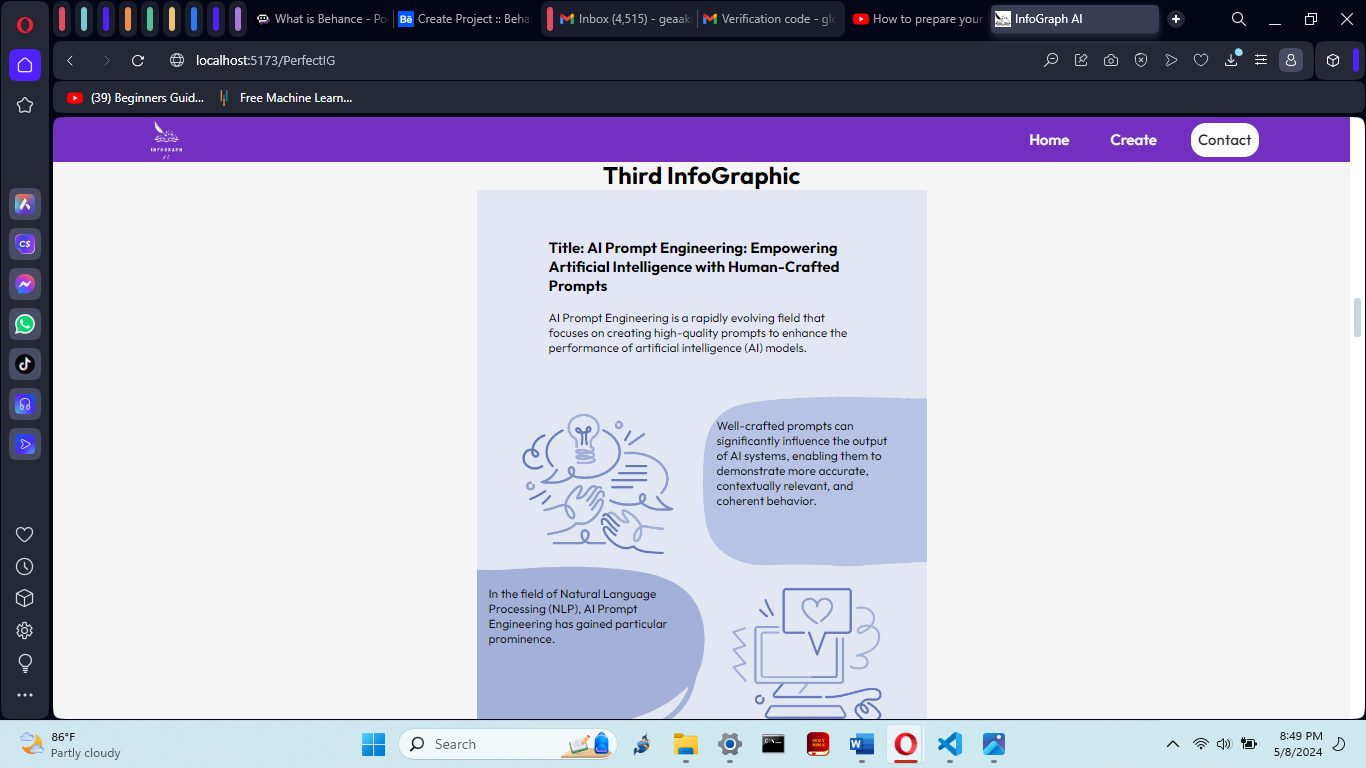 What is Behance - Po
Bē Create Project :: Beha
Inbox (4,515) - geaak
Verification code - gl
How to prepare your
InfoGraph AI
localhost:5173/PerfectIG
(39) Beginners Guid...
Free Machine Learn...
INFOGRAPH
AI
Home
Create
Contact
Third InfoGraphic
Title: AI Prompt Engineering: Empowering
Artificial Intelligence with Human-Crafted
Prompts
AI Prompt Engineering is a rapidly evolving field that
focuses on creating high-quality prompts to enhance the
performance of artificial intelligence (AI) models.
Well-crafted prompts can
significantly influence the output
of AI systems, enabling them to
demonstrate more accurate,
contextually relevant, and
coherent behavior.
In the field of Natural Language
Processing (NLP), AI Prompt
Engineering has gained particular
prominence.
CS
86°F
Partly cloudy
Search
HOLY
BIBLE
8:49 PM
5/8/2024